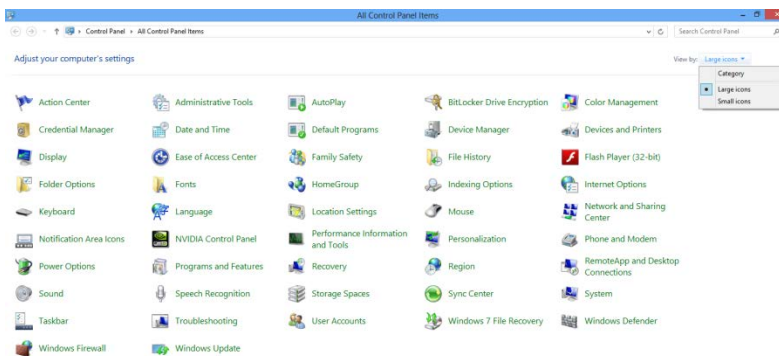 All Control Panel Items
Control Panel
All Control Panel Items
Search Control Panel
Adjust your computer's settings
View by: Large icons
Category
Large icons
Small icons
Action Center
Administrative Tools
AutoPlay
BitLocker Drive Encryption
Color Management
Credential Manager
Date and Time
Default Programs
Device Manager
Devices and Printers
Display
Ease of Access Center
Family Safety
File History
Flash Player (32-bit)
Folder Options
Fonts
HomeGroup
Indexing Options
Internet Options
Keyboard
Language
Location Settings
Mouse
Network and Sharing
Center
Notification Area Icons
NVIDIA Control Panel
Performance Information
and Tools
Personalization
Phone and Modem
Power Options
Programs and Features
Recovery
Region
RemoteApp and Desktop
Connections
Sound
Speech Recognition
Storage Spaces
Sync Center
System
Taskbar
Troubleshooting
User Accounts
Windows 7 File Recovery
Windows Defender
Windows Firewall
Windows Update